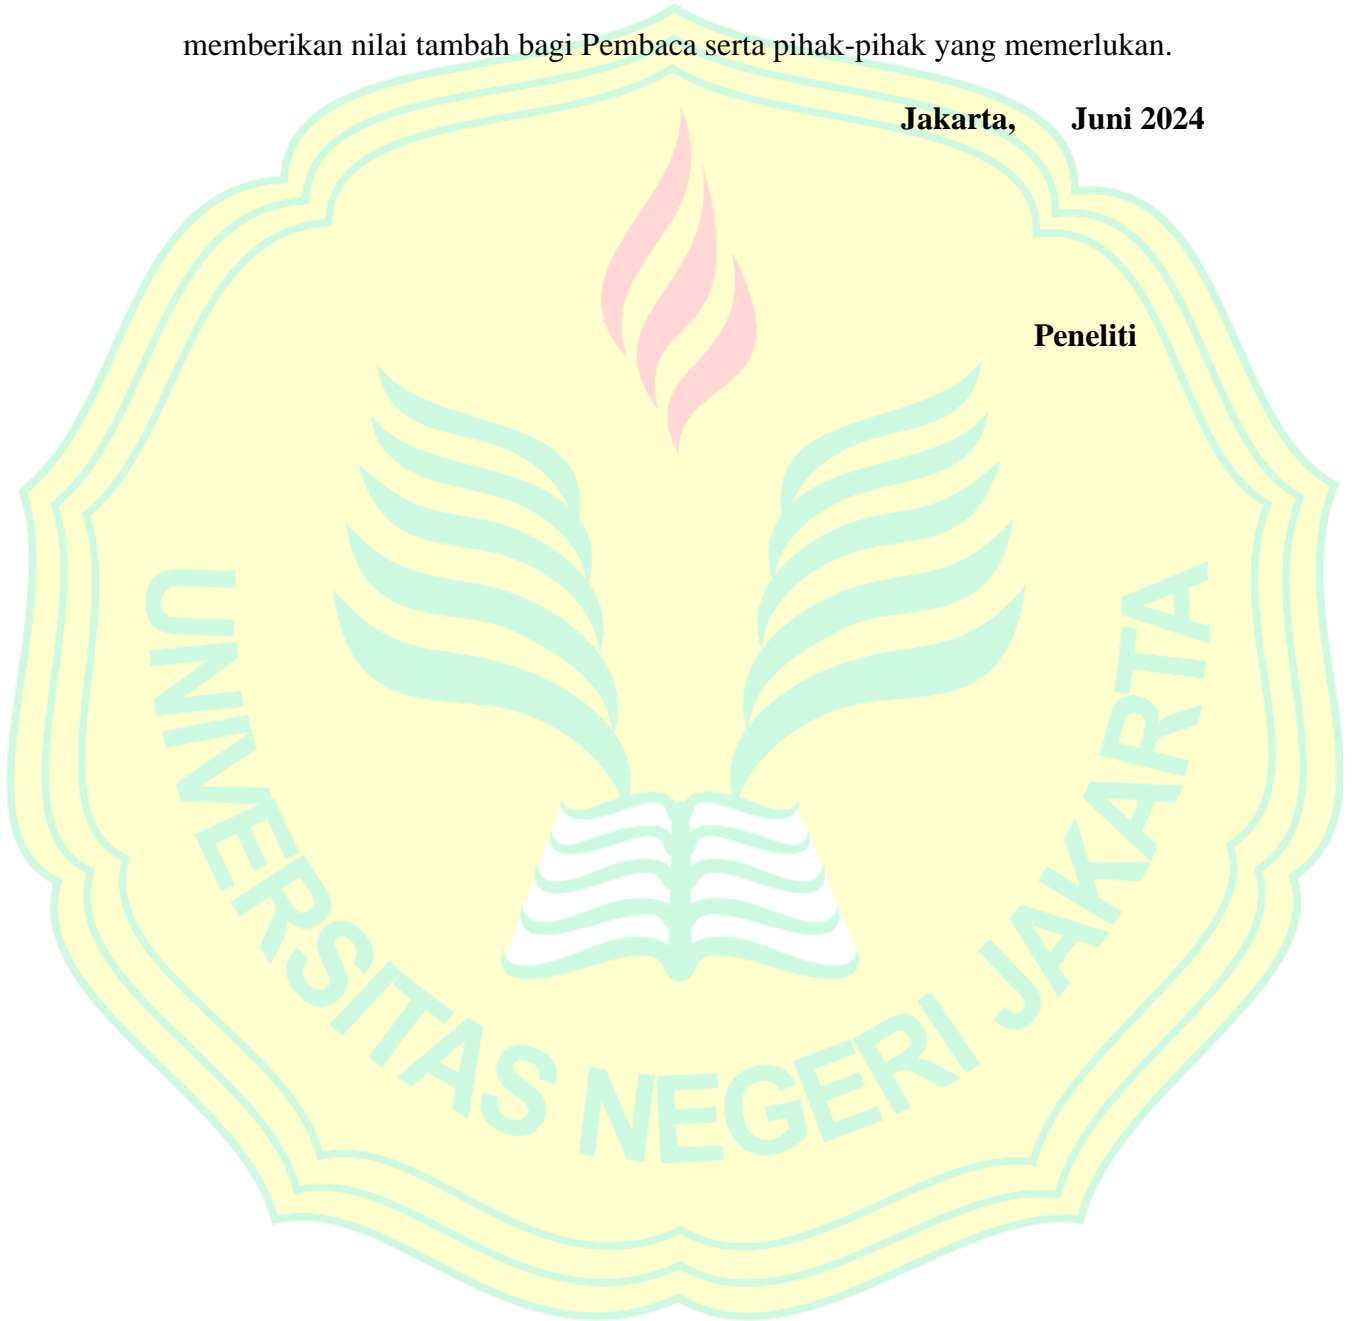 memberikan nilai tambah bagi Pembaca serta pihak-pihak yang memerlukan.
Jakarta, Juni 2024
Peneliti
UNIVERSITAS NEGERI JAKARTA